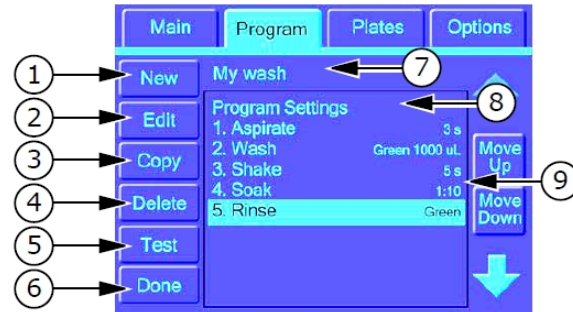 Main Program Plates Options
1 New My wash 7
2 Edit Program Settings 8
1. Aspirate 3 s
3 Copy 2. Wash Green 1000 uL Move Up
3. Shake 5 s 9
4 Delete 4. Soak 1:10 Move Down
5. Rinse Green
5 Test
6 Done